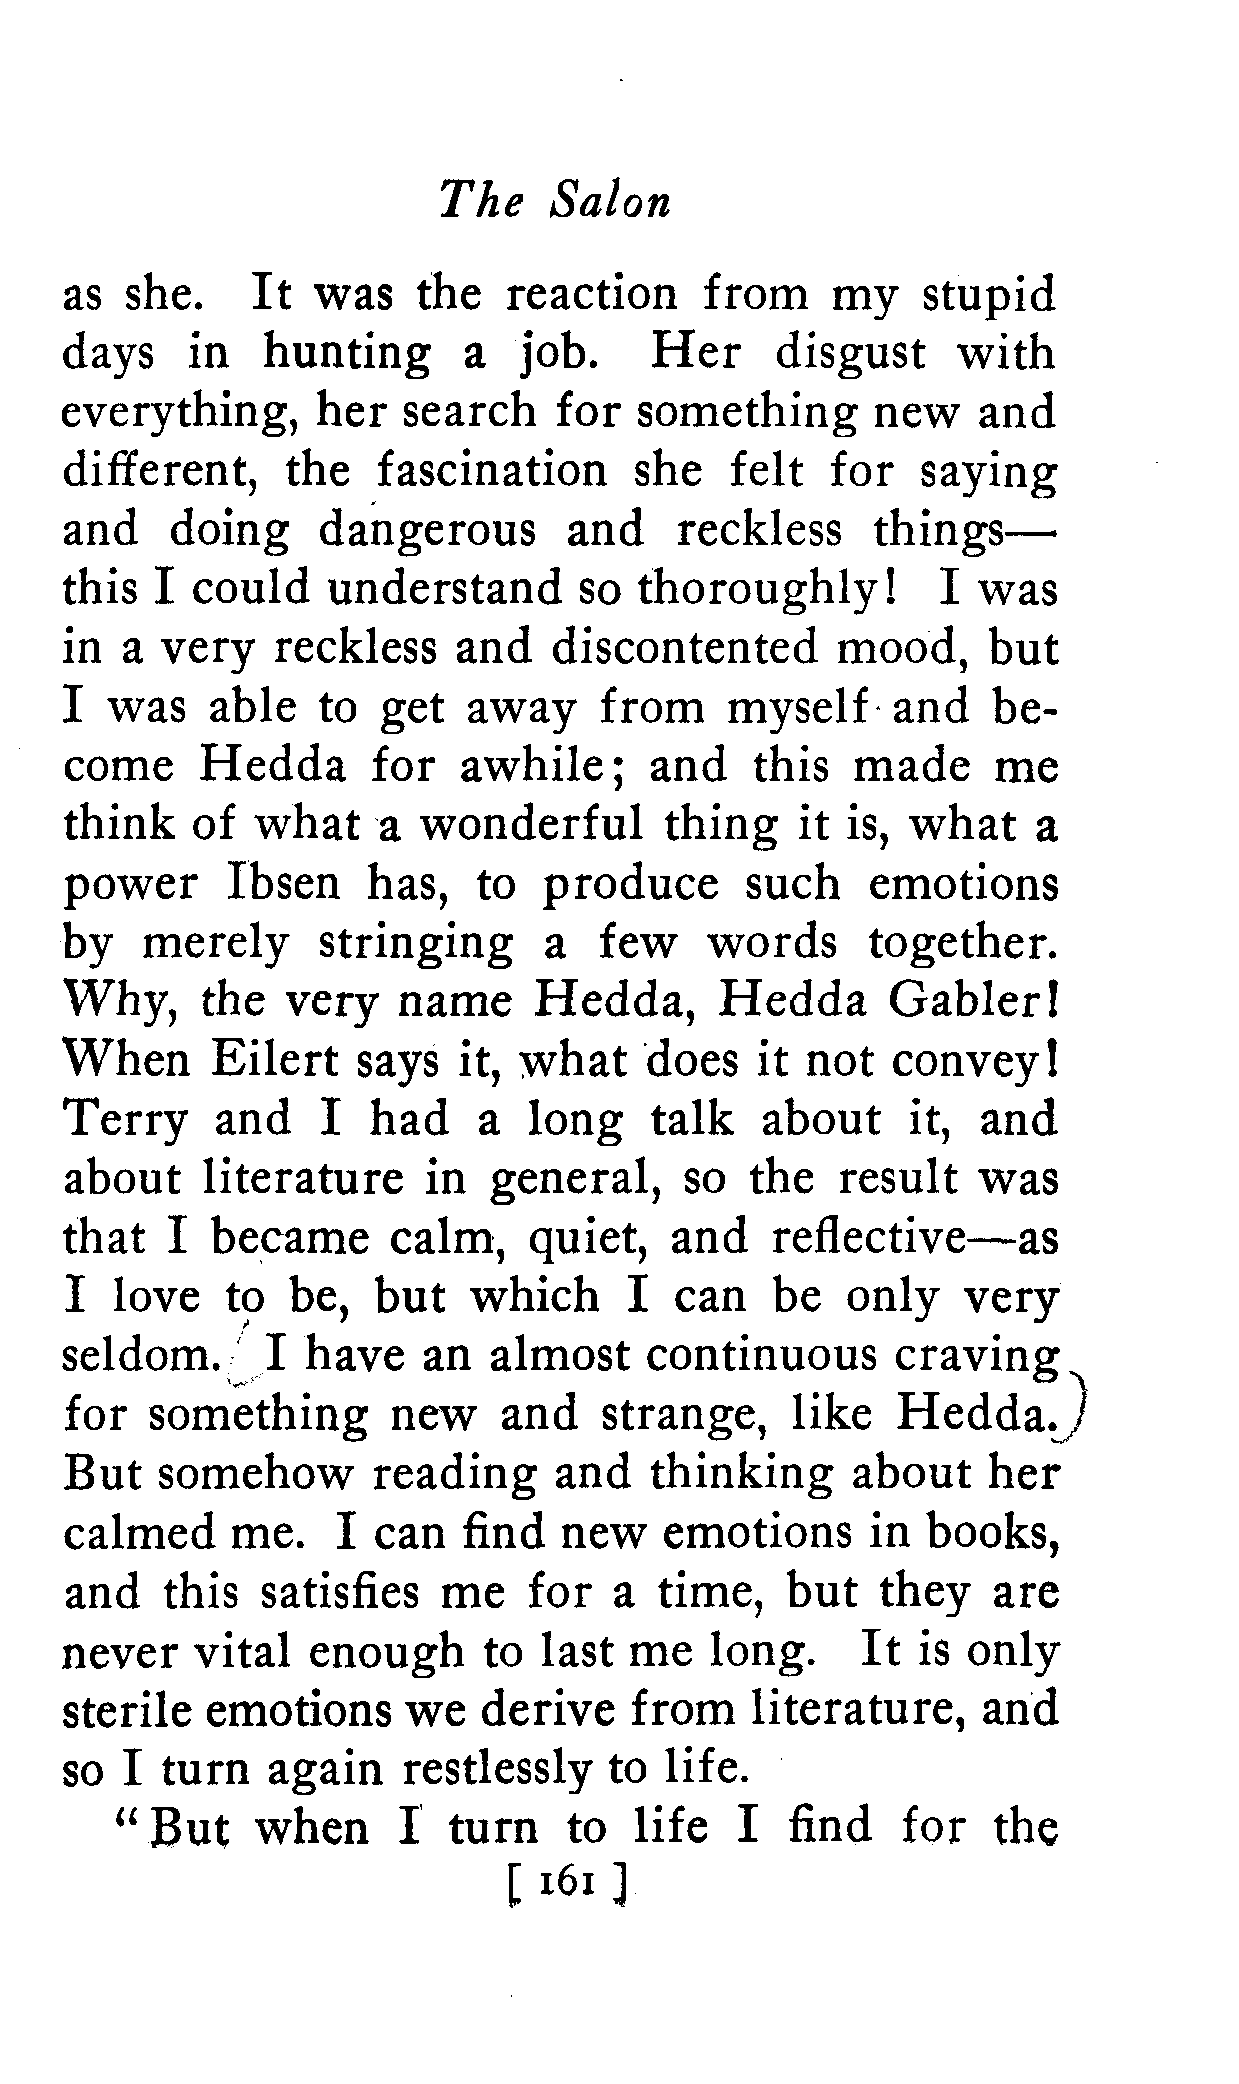 The Salon
as she. It was the reaction from my stupid
days in hunting a job. Her disgust with
everything, her search for something new and
different, the fascination she felt for saying
and doing dangerous and reckless things—
this I could understand so thoroughly! I was
in a very reckless and discontented mood, but
I was able to get away from myself and be-
come Hedda for awhile; and this made me
think of what a wonderful thing it is, what a
power Ibsen has, to produce such emotions
by merely stringing a few words together.
Why, the very name Hedda, Hedda Gabler!
When Eilert says it, what does it not convey!
Terry and I had a long talk about it, and
about literature in general, so the result was
that I became calm, quiet, and reflective—as
I love to be, but which I can be only very
seldom. I have an almost continuous craving
for something new and strange, like Hedda.
But somehow reading and thinking about her
calmed me. I can find new emotions in books,
and this satisfies me for a time, but they are
never vital enough to last me long. It is only
sterile emotions we derive from literature, and
so I turn again restlessly to life.
“But when I turn to life I find for the
[ 161 ]